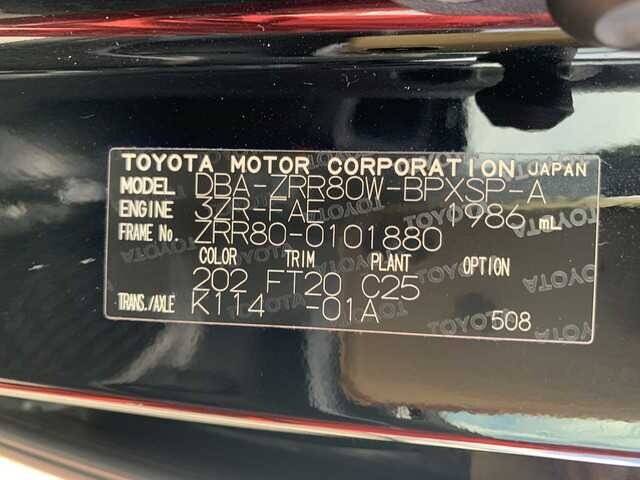 TOYOTA MOTOR CORPORATION JAPAN
MODEL DBA-ZRR80W-BPXSP-A
ENGINE 3ZR-FAE 1986 mL
FRAME No. ZRR80-0101880
COLOR TRIM PLANT OPTION
202 FT20 C25
TRANS./AXLE K114 -01A
508